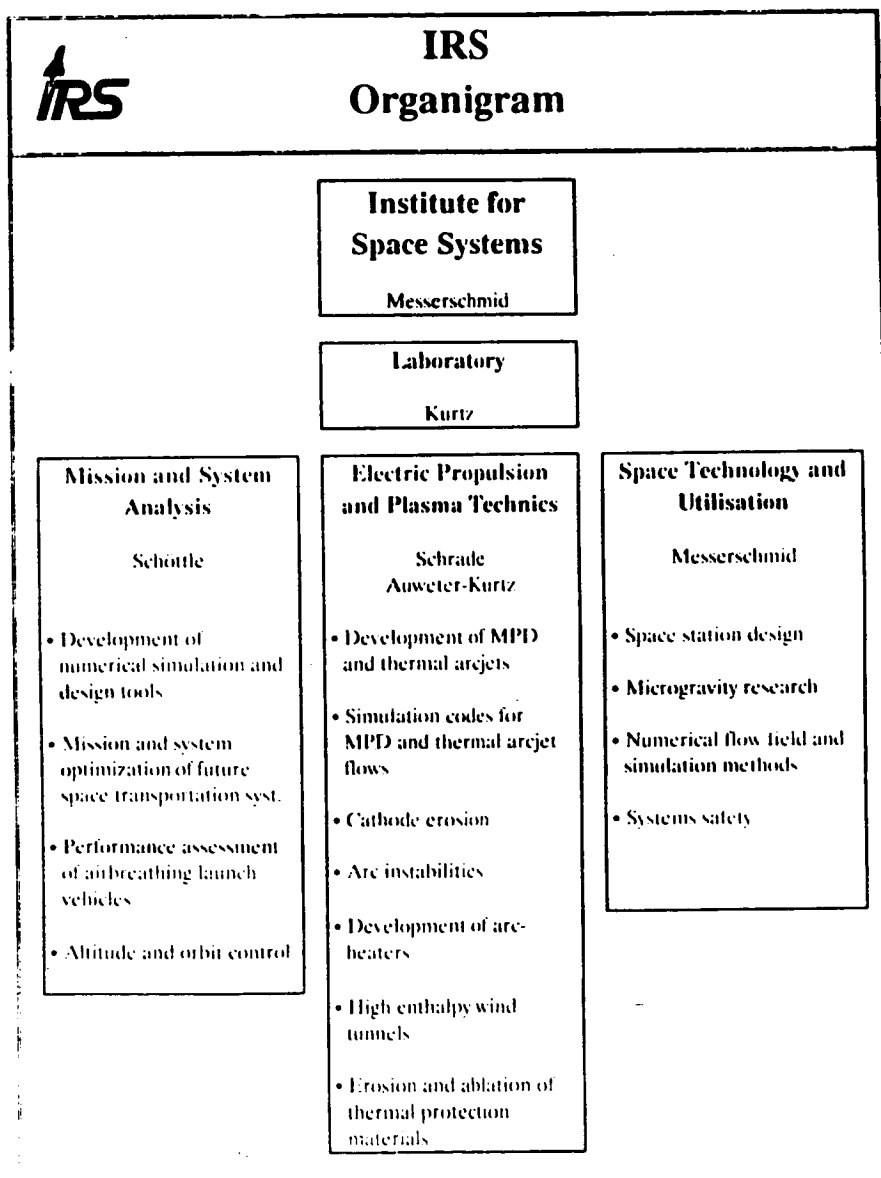 IRS
IRS
Organigram
Institute for
Space Systems
Messerschmid
Laboratory
Kurtz
Mission and System
Analysis
Schöttle
• Development of
numerical simulation and
design tools
• Mission and system
optimization of future
space transportation syst.
• Performance assessment
of airbreathing launch
vehicles
• Altitude and orbit control
Electric Propulsion
and Plasma Technics
Schrade
Auweter-Kurtz
• Development of MPD
and thermal arcjets
• Simulation codes for
MPD and thermal arcjet
flows
• Cathode erosion
• Arc instabilities
• Development of arc-
heaters
• High enthalpy wind
tunnels
• Erosion and ablation of
thermal protection
materials
Space Technology and
Utilisation
Messerschmid
• Space station design
• Microgravity research
• Numerical flow field and
simulation methods
• Systems safety